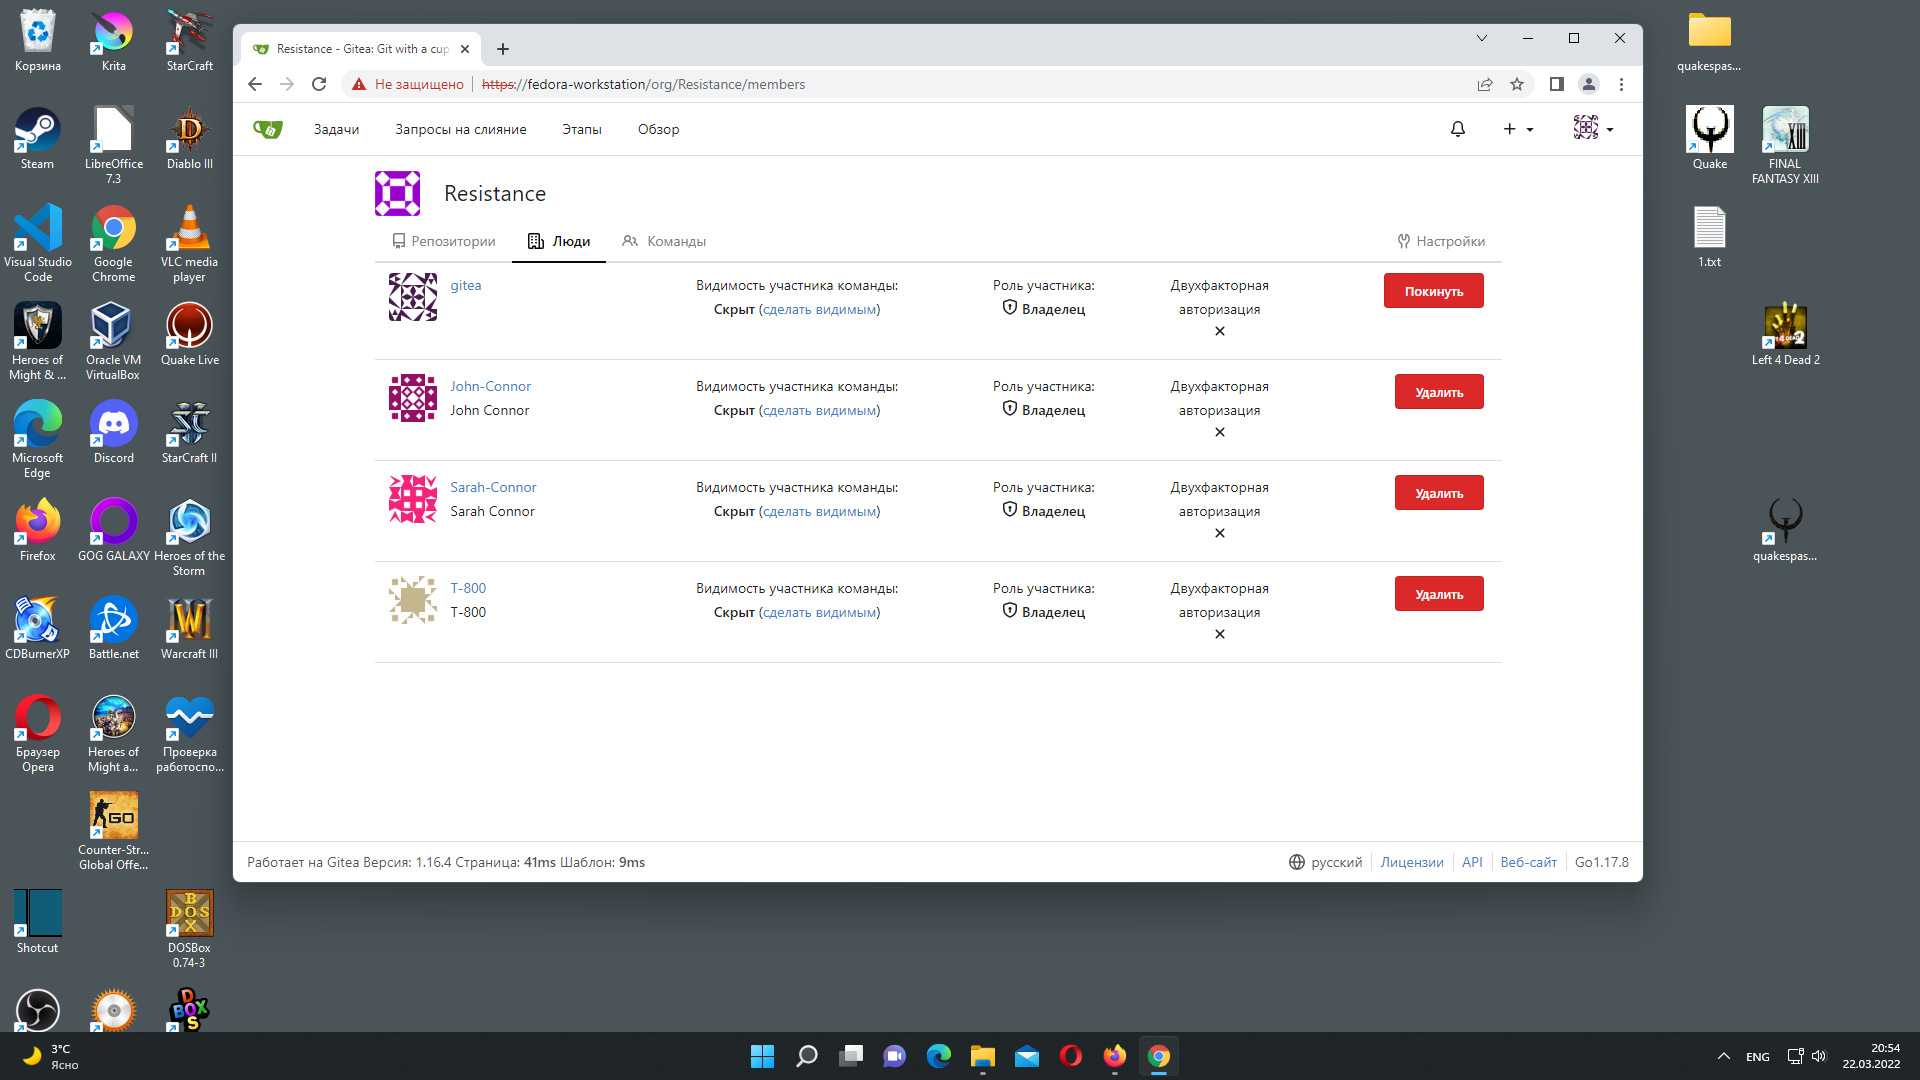 Корзина
Krita
StarCraft
Steam
LibreOffice
7.3
Diablo III
Visual Studio
Code
Google
Chrome
VLC media
player
Heroes of
Might & ...
Oracle VM
VirtualBox
Quake Live
Microsoft
Edge
Discord
StarCraft II
Firefox
GOG GALAXY
Heroes of the
Storm
CDBurnerXP
Battle.net
Warcraft III
Браузер
Opera
Heroes of
Might a...
Проверка
работоспо...
GO
Counter-Str...
Global Offe...
Shotcut
DOSBox
0.74-3
Resistance - Gitea: Git with a cup
Не защищено
https://fedora-workstation/org/Resistance/members
Задачи
Запросы на слияние
Этапы
Обзор
Resistance
Репозитории
Люди
Команды
Настройки
gitea
Видимость участника команды:
Скрыт (сделать видимым)
Роль участника:
Владелец
Двухфакторная
авторизация
Покинуть
John-Connor
John Connor
Видимость участника команды:
Скрыт (сделать видимым)
Роль участника:
Владелец
Двухфакторная
авторизация
Удалить
Sarah-Connor
Sarah Connor
Видимость участника команды:
Скрыт (сделать видимым)
Роль участника:
Владелец
Двухфакторная
авторизация
Удалить
T-800
T-800
Видимость участника команды:
Скрыт (сделать видимым)
Роль участника:
Владелец
Двухфакторная
авторизация
Удалить
Работает на Gitea Версия: 1.16.4 Страница: 41ms Шаблон: 9ms
русский
Лицензии
API
Веб-сайт
Go1.17.8
quakespas...
Quake
XIII
FINAL
FANTASY XIII
1.txt
Left 4 Dead 2
quakespas...
3°C
Ясно
ENG
20:54
22.03.2022